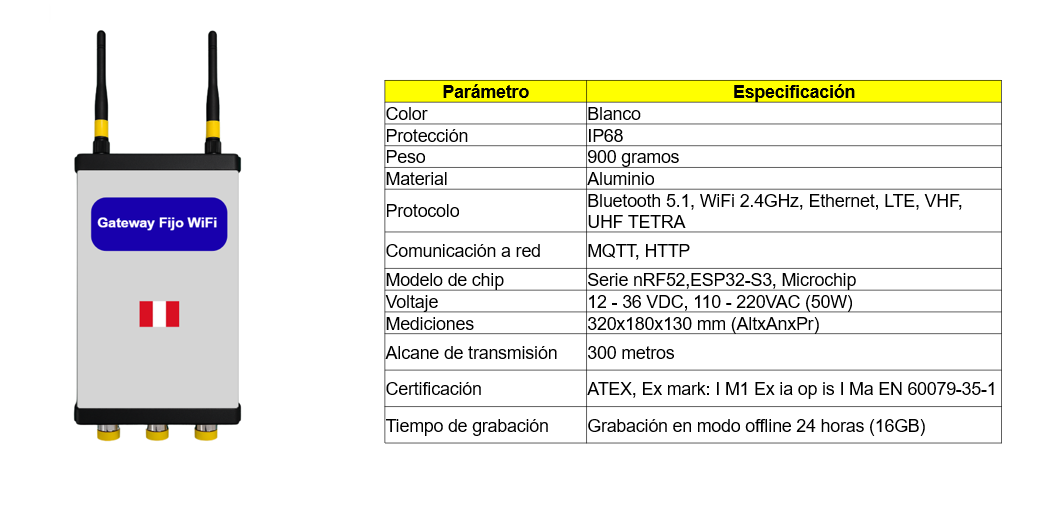 Gateway Fijo WiFi
Parámetro Especificación
Color Blanco
Protección IP68
Peso 900 gramos
Material Aluminio
Protocolo Bluetooth 5.1, WiFi 2.4GHz, Ethernet, LTE, VHF,
UHF TETRA
Comunicación a red MQTT, HTTP
Modelo de chip Serie nRF52,ESP32-S3, Microchip
Voltaje 12 - 36 VDC, 110 - 220VAC (50W)
Mediciones 320x180x130 mm (AltxAnxPr)
Alcane de transmisión 300 metros
Certificación ATEX, Ex mark: I M1 Ex ia op is I Ma EN 60079-35-1
Tiempo de grabación Grabación en modo offline 24 horas (16GB)